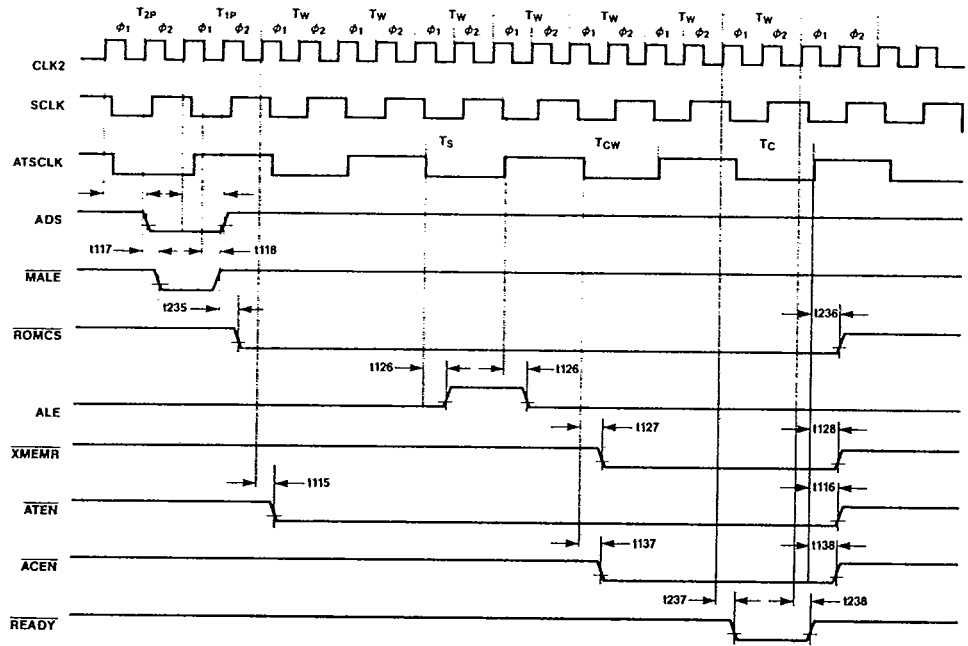 T2P T1P TW TW TW TW TW TW TW
ϕ1 ϕ2 ϕ1 ϕ2 ϕ1 ϕ2 ϕ1 ϕ2 ϕ1 ϕ2 ϕ1 ϕ2 ϕ1 ϕ2 ϕ1 ϕ2 ϕ1 ϕ2 ϕ1 ϕ2
CLK2
SCLK
TS TCW TC
ATSCLK
ADS
t117 t118
MALE
t235
ROMCS
t236
t126 t126
ALE
t127 t128
XMEMR
t115 t116
ATEN
t137 t138
ACEN
t237 t238
READY